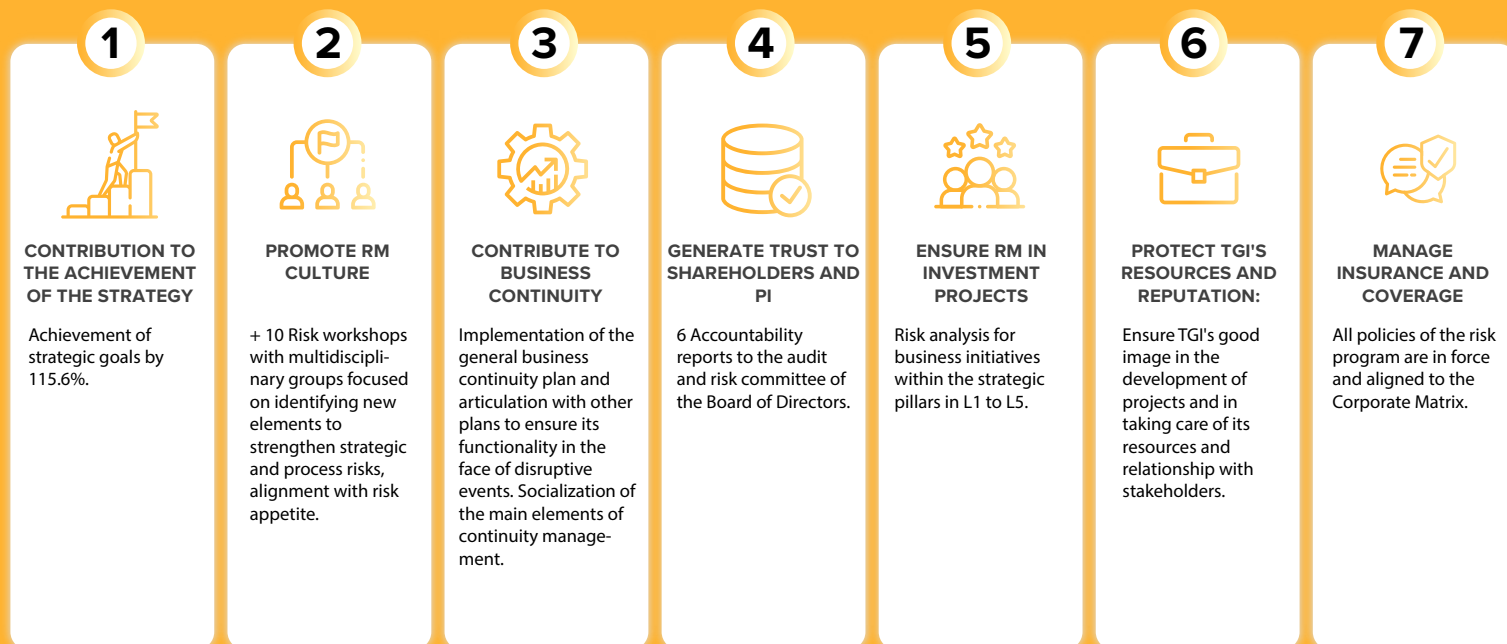 1
CONTRIBUTION TO
THE ACHIEVEMENT
OF THE STRATEGY
Achievement of
strategic goals by
115.6%.
2
PROMOTE RM
CULTURE
+ 10 Risk workshops
with multidiscipli-
nary groups focused
on identifying new
elements to
strengthen strategic
and process risks,
alignment with risk
appetite.
3
CONTRIBUTE TO
BUSINESS
CONTINUITY
Implementation of the
general business
continuity plan and
articulation with other
plans to ensure its
functionality in the
face of disruptive
events. Socialization of
the main elements of
continuity manage-
ment.
4
GENERATE TRUST TO
SHAREHOLDERS AND
PI
6 Accountability
reports to the audit
and risk committee of
the Board of Directors.
5
ENSURE RM IN
INVESTMENT
PROJECTS
Risk analysis for
business initiatives
within the strategic
pillars in L1 to L5.
6
PROTECT TGI'S
RESOURCES AND
REPUTATION:
Ensure TGI's good
image in the
development of
projects and in
taking care of its
resources and
relationship with
stakeholders.
7
MANAGE
INSURANCE AND
COVERAGE
All policies of the risk
program are in force
and aligned to the
Corporate Matrix.